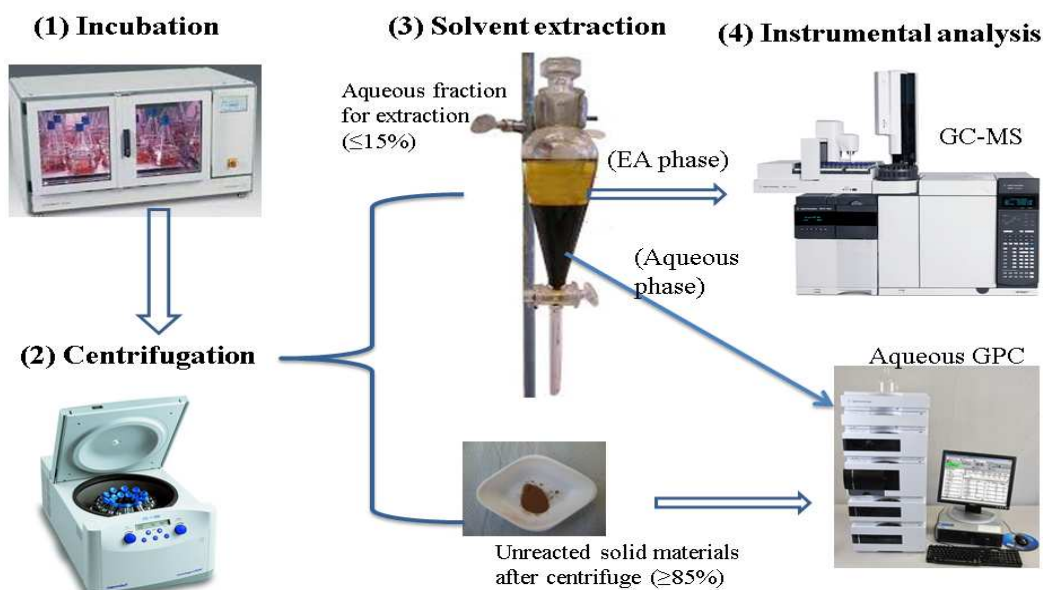 (1) Incubation
(3) Solvent extraction
(4) Instrumental analysis
Aqueous fraction
for extraction
(≤15%)
(EA phase)
GC-MS
(Aqueous
phase)
(2) Centrifugation
Aqueous GPC
Unreacted solid materials
after centrifuge (≥85%)